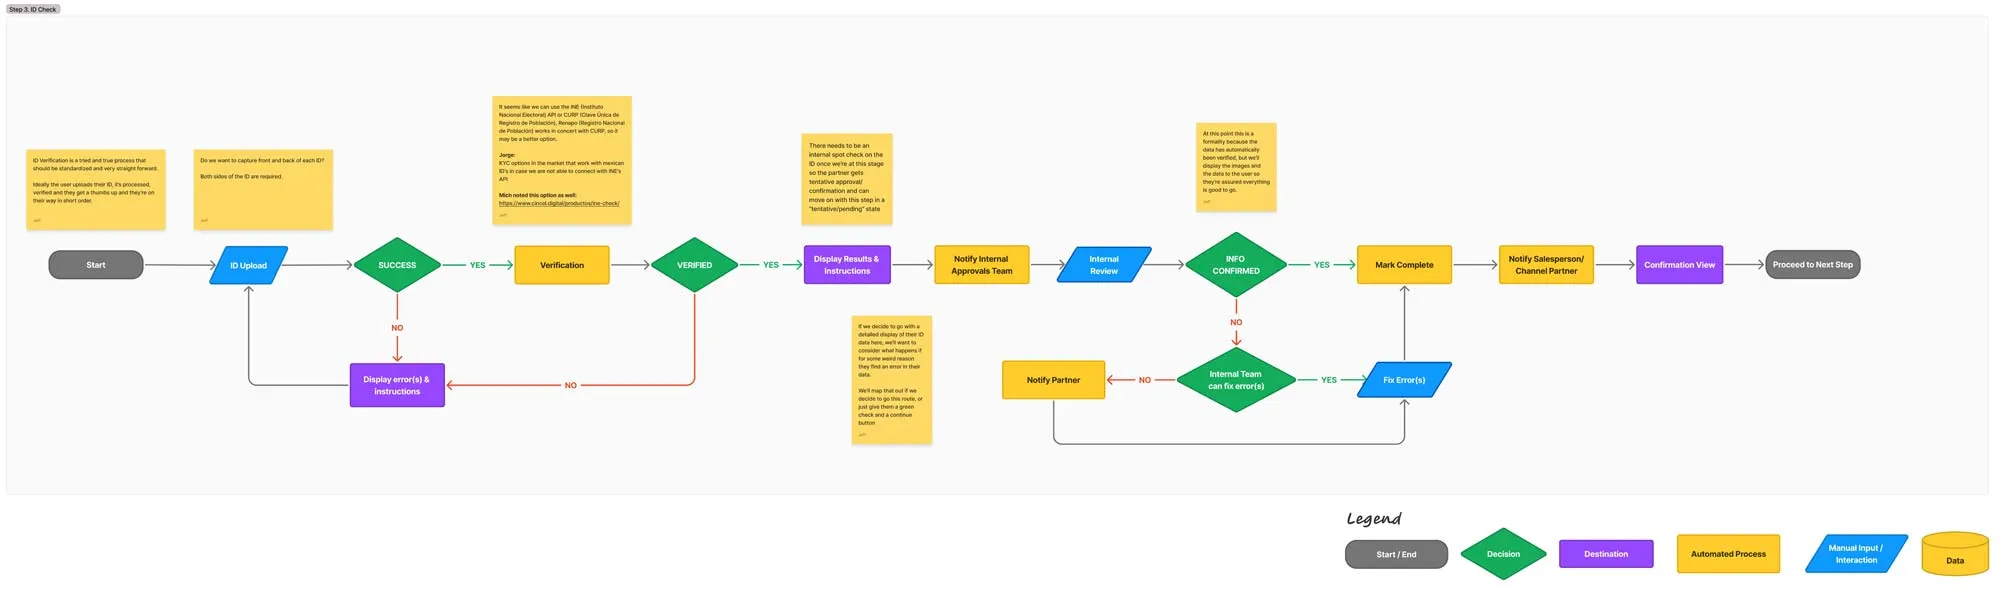 Step 3. ID Check
ID Verification is a tried and true process that
should be standardized and very straight forward.
Ideally the user uploads their ID, it's processed,
verified and they get a thumbs up and they're on
their way in short order.
Jeff
Do we want to capture front and back of each ID?
Both sides of the ID are required.
Jeff
It seems like we can use the INE (Instituto
Nacional Electoral) API or CURP (Clave Única de
Registro de Población), Renapo (Registro Nacional
de Población) works in concert with CURP, so it
may be a better option.
Jorge:
KYC options in the market that work with mexican
ID's in case we are not able to connect with INE's
API
Mich noted this option as well:
https://www.cincel.digital/productos/ine-check/
Jeff
There needs to be an
internal spot check on the
ID once we're at this stage
so the partner gets
tentative approval/
confirmation and can
move on with this step in a
"tentative/pending" state
At this point this is a
formality because the
data has automatically
been verified, but we'll
display the images and
the data to the user so
they're assured everything
is good to go.
Jeff
Start
ID Upload
SUCCESS
YES
Verification
VERIFIED
YES
Display Results &
Instructions
Notify Internal
Approvals Team
Internal
Review
INFO
CONFIRMED
YES
Mark Complete
Notify Salesperson/
Channel Partner
Confirmation View
Proceed to Next Step
NO
NO
Display error(s) &
instructions
NO
If we decide to go with a
detailed display of their ID
data here, we'll want to
consider what happens if
for some weird reason
they find an error in their
data.
We'll map that out if we
decide to go this route, or
just give them a green
check and a continue
button
Jeff
Notify Partner
NO
Internal Team
can fix error(s)
YES
Fix Error(s)
Legend
Start / End
Decision
Destination
Automated Process
Manual Input /
Interaction
Data